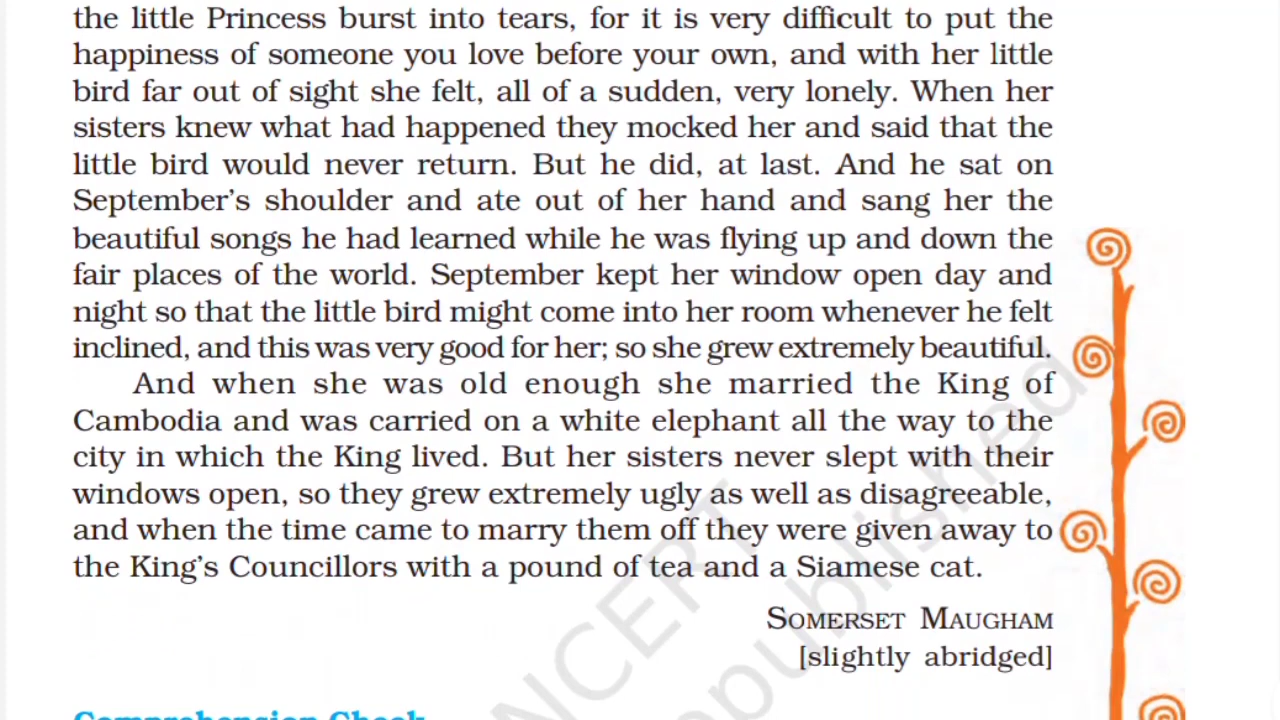 the little Princess burst into tears, for it is very difficult to put the
happiness of someone you love before your own, and with her little
bird far out of sight she felt, all of a sudden, very lonely. When her
sisters knew what had happened they mocked her and said that the
little bird would never return. But he did, at last. And he sat on
September’s shoulder and ate out of her hand and sang her the
beautiful songs he had learned while he was flying up and down the
fair places of the world. September kept her window open day and
night so that the little bird might come into her room whenever he felt
inclined, and this was very good for her; so she grew extremely beautiful.
And when she was old enough she married the King of
Cambodia and was carried on a white elephant all the way to the
city in which the King lived. But her sisters never slept with their
windows open, so they grew extremely ugly as well as disagreeable,
and when the time came to marry them off they were given away to
the King’s Councillors with a pound of tea and a Siamese cat.
SOMERSET MAUGHAM
[slightly abridged]
Comprehension Check
NCERT
republished